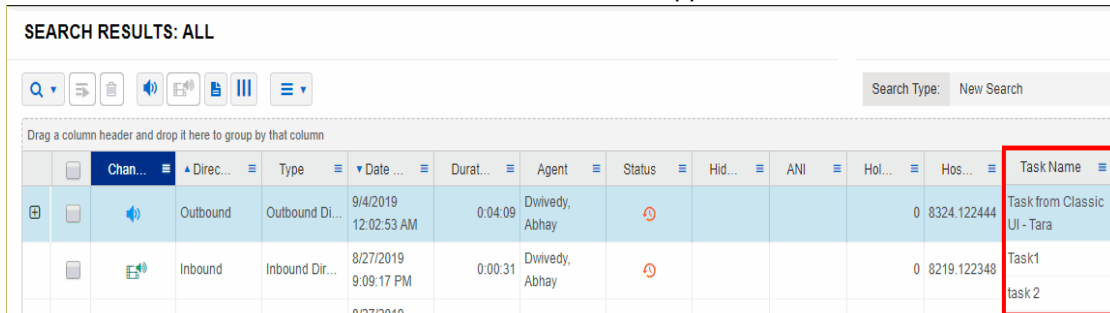 SEARCH RESULTS: ALL
Search Type: New Search
Drag a column header and drop it here to group by that column
Chan... Direc... Type Date ... Durat... Agent Status Hid... ANI Hol... Hos... Task Name
Outbound Outbound Di... 9/4/2019 12:02:53 AM 0:04:09 Dwivedy, Abhay 0 8324.122444 Task from Classic UI - Tara
Inbound Inbound Dir... 8/27/2019 9:09:17 PM 0:00:31 Dwivedy, Abhay 0 8219.122348 Task1
task 2